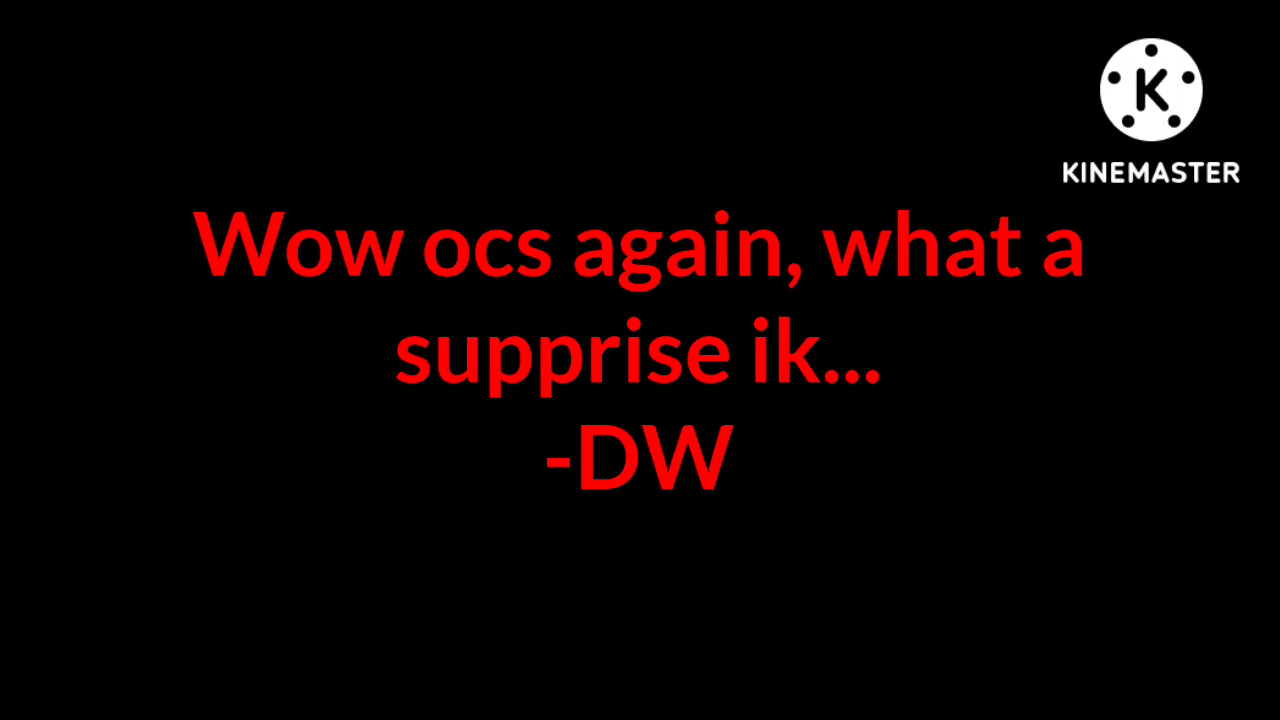 K
KINEMASTER
Wow ocs again, what a
supprise ik...
-DW